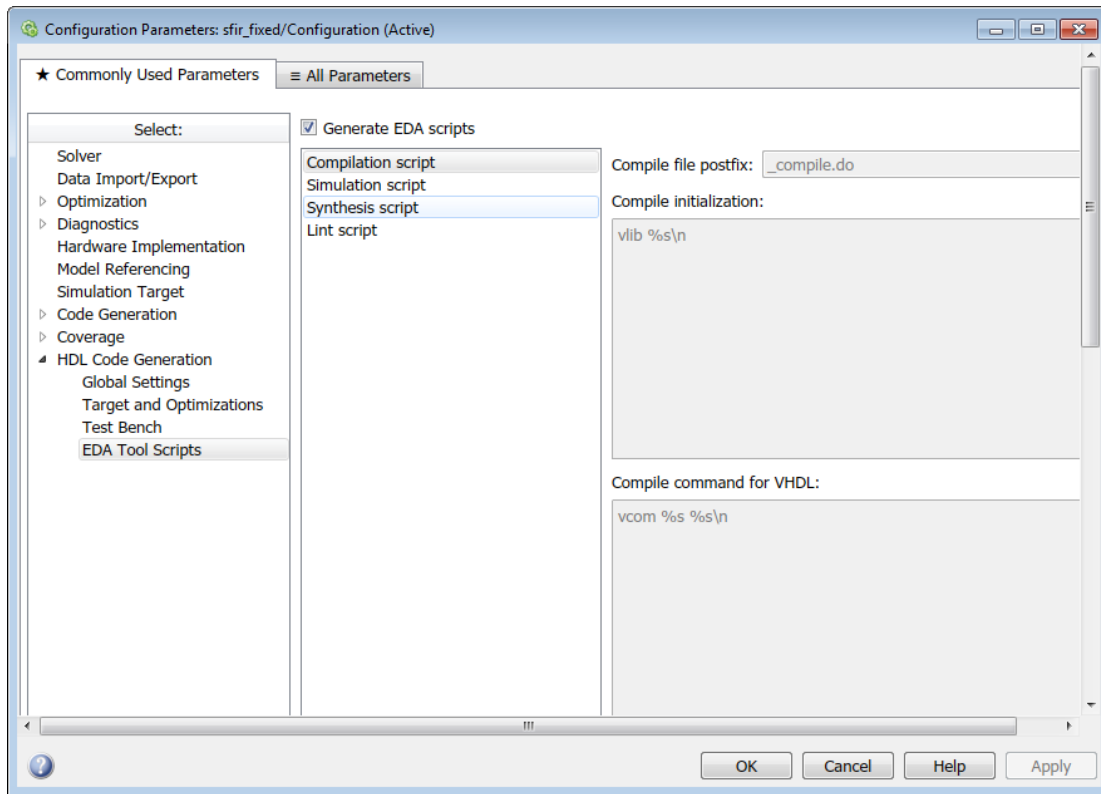 Configuration Parameters: sfir_fixed/Configuration (Active)
★ Commonly Used Parameters
≡ All Parameters
Select:
Solver
Data Import/Export
Optimization
Diagnostics
Hardware Implementation
Model Referencing
Simulation Target
Code Generation
Coverage
HDL Code Generation
Global Settings
Target and Optimizations
Test Bench
EDA Tool Scripts
Generate EDA scripts
Compilation script
Simulation script
Synthesis script
Lint script
Compile file postfix: _compile.do
Compile initialization:
vlib %s\n
Compile command for VHDL:
vcom %s %s\n
?
OK
Cancel
Help
Apply